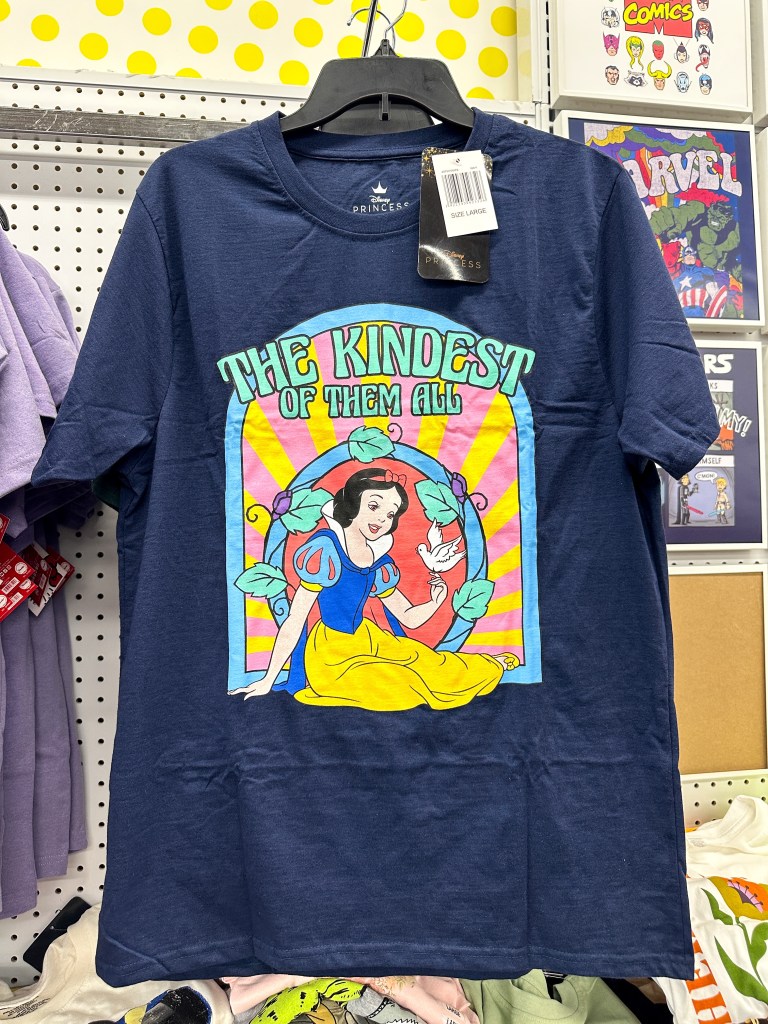 COMICS
MARVEL
Disney
PRINCESS
SIZE LARGE
Disney
PRINCESS
THE KINDEST
OF THEM ALL